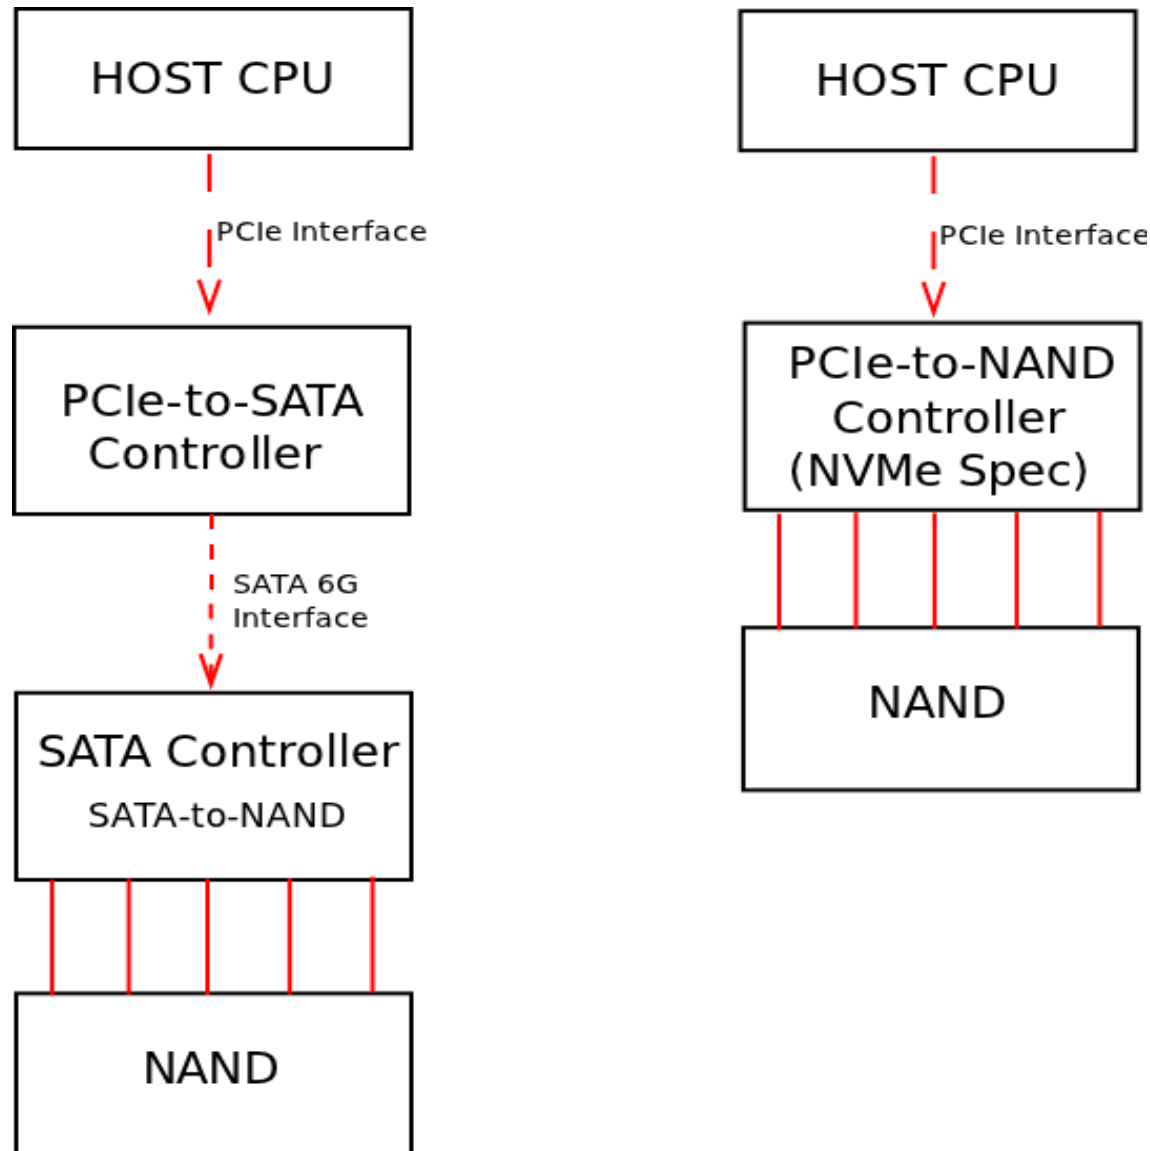 HOST CPU
PCIe Interface
PCIe-to-SATA
Controller
SATA 6G
Interface
SATA Controller
SATA-to-NAND
NAND
HOST CPU
PCIe Interface
PCIe-to-NAND
Controller
(NVMe Spec)
NAND